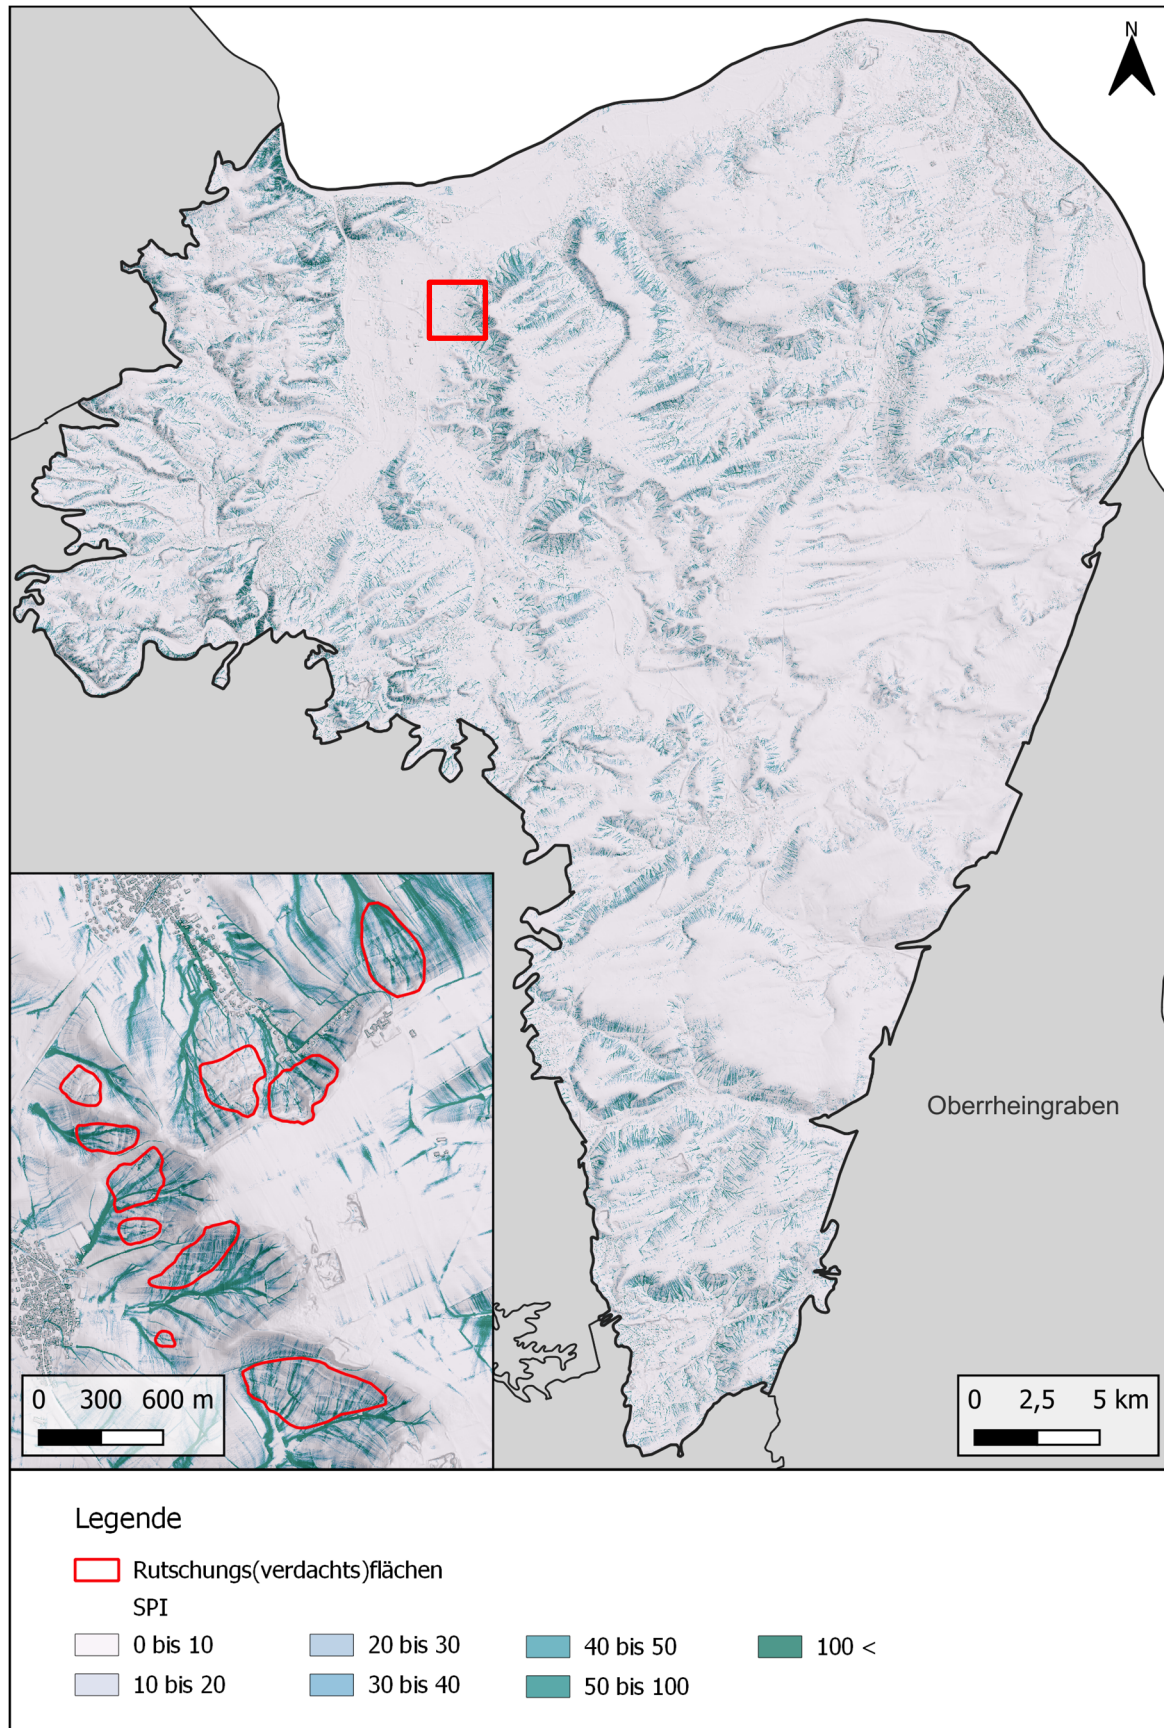 N
Oberrheingraben
0 300 600 m
0 2,5 5 km
Legende
Rutschungs(verdachts)flächen
SPI
0 bis 10
10 bis 20
20 bis 30
30 bis 40
40 bis 50
50 bis 100
100 <